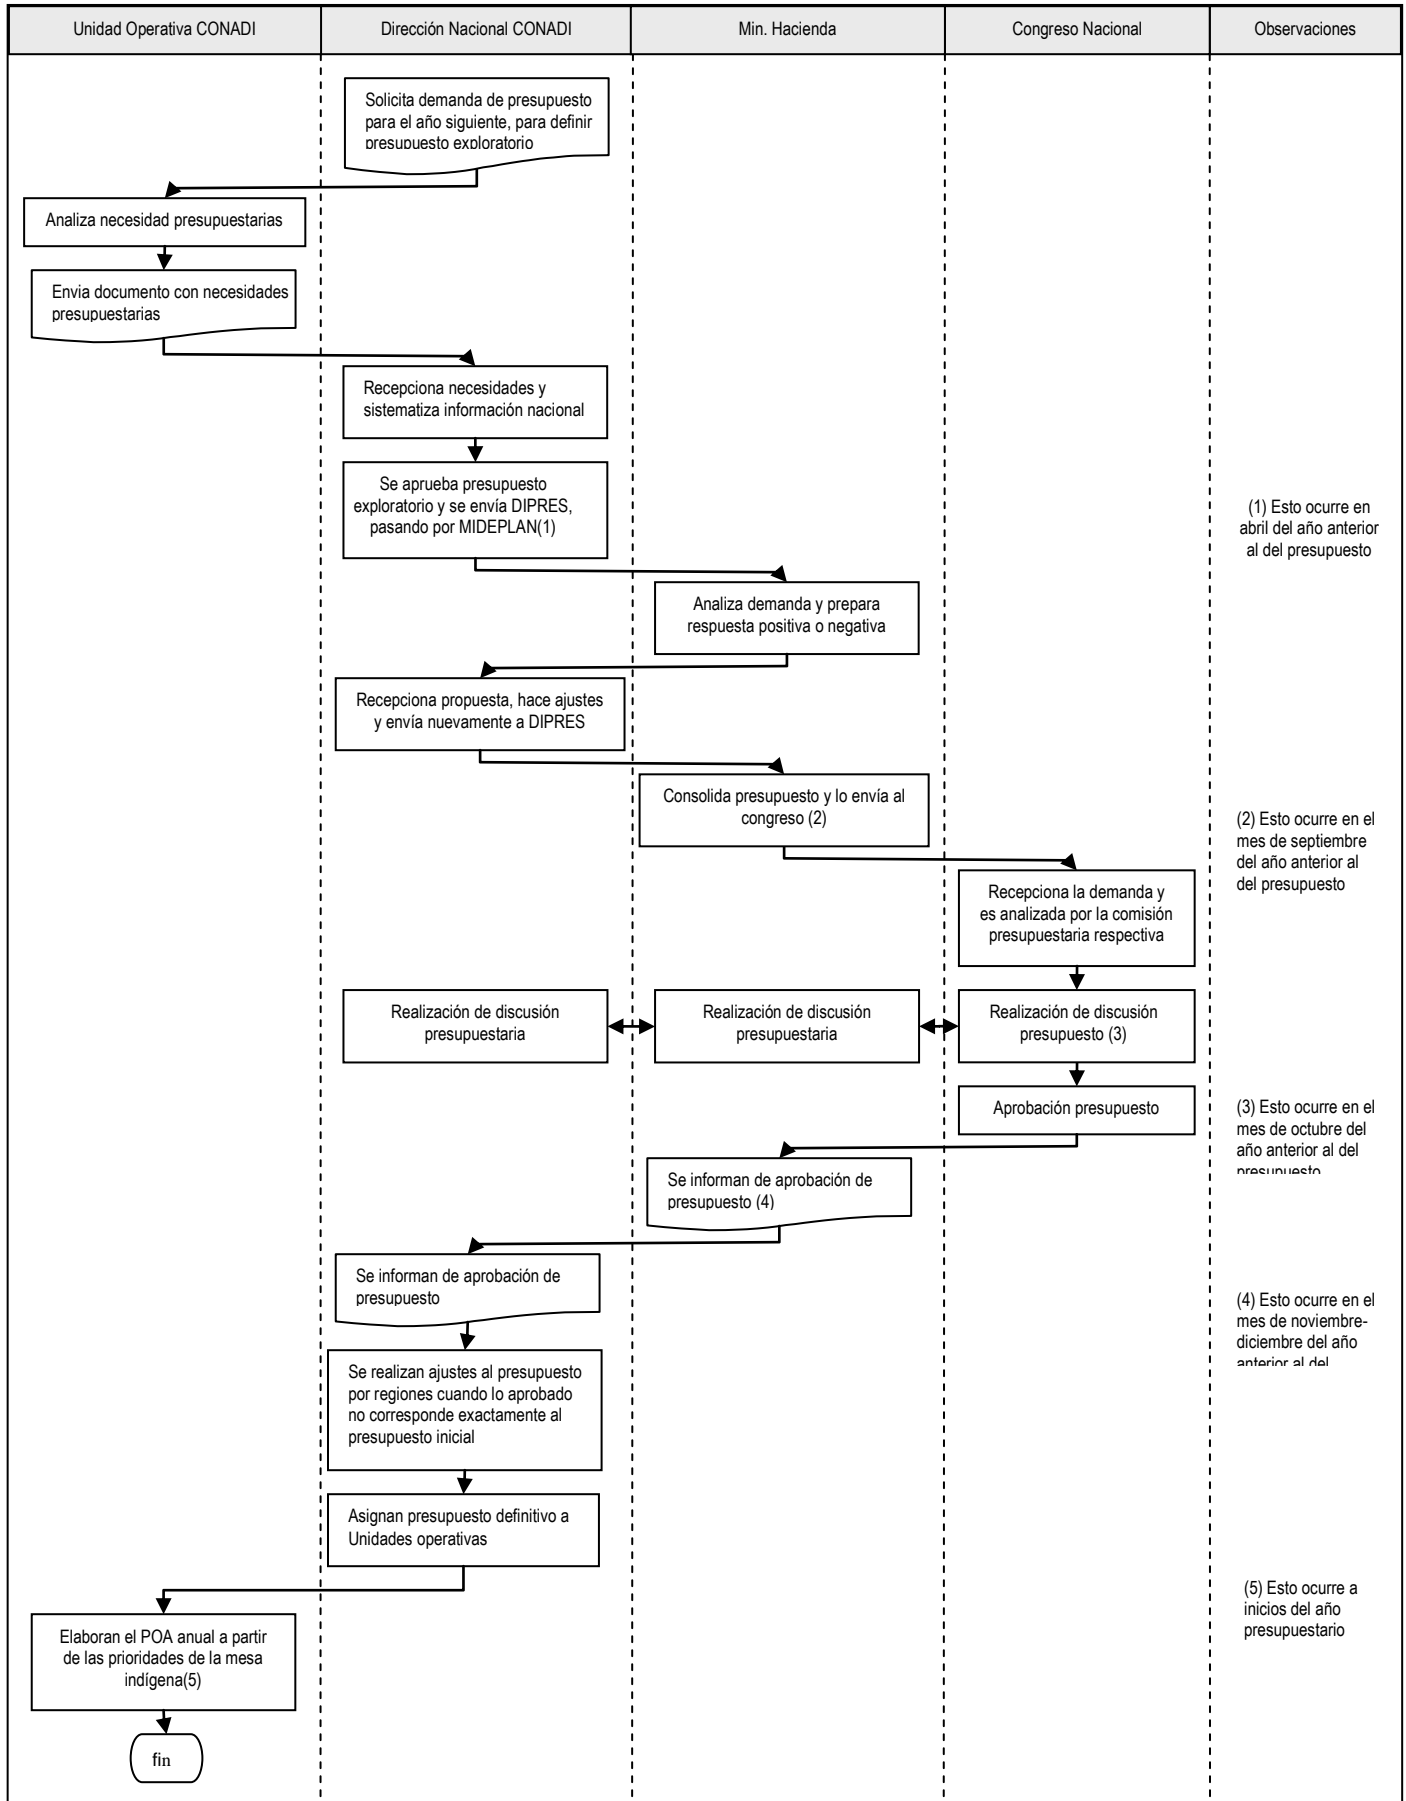 Unidad Operativa CONADI
Dirección Nacional CONADI
Min. Hacienda
Congreso Nacional
Observaciones
Solicita demanda de presupuesto
para el año siguiente, para definir
presupuesto exploratorio
Analiza necesidad presupuestarias
Envia documento con necesidades
presupuestarias
Recepciona necesidades y
sistematiza información nacional
Se aprueba presupuesto
exploratorio y se envía DIPRES,
pasando por MIDEPLAN(1)
(1) Esto ocurre en
abril del año anterior
al del presupuesto
Analiza demanda y prepara
respuesta positiva o negativa
Recepciona propuesta, hace ajustes
y envía nuevamente a DIPRES
Consolida presupuesto y lo envía al
congreso (2)
(2) Esto ocurre en el
mes de septiembre
del año anterior al
del presupuesto
Recepciona la demanda y
es analizada por la comisión
presupuestaria respectiva
Realización de discusión
presupuestaria
Realización de discusión
presupuestaria
Realización de discusión
presupuesto (3)
Aprobación presupuesto
(3) Esto ocurre en el
mes de octubre del
año anterior al del
presupuesto
Se informan de aprobación de
presupuesto (4)
Se informan de aprobación de
presupuesto
(4) Esto ocurre en el
mes de noviembre-
diciembre del año
anterior al del
Se realizan ajustes al presupuesto
por regiones cuando lo aprobado
no corresponde exactamente al
presupuesto inicial
Asignan presupuesto definitivo a
Unidades operativas
(5) Esto ocurre a
inicios del año
presupuestario
Elaboran el POA anual a partir
de las prioridades de la mesa
indígena(5)
fin